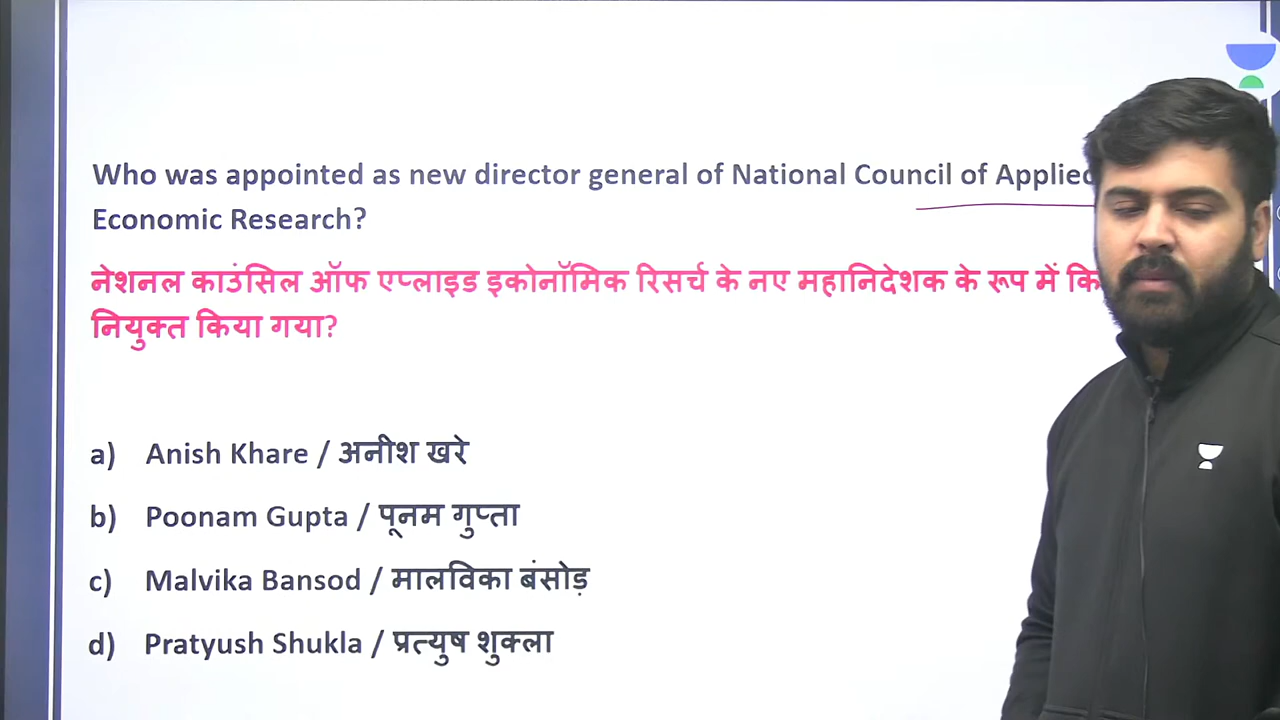 Who was appointed as new director general of National Council of Applied
Economic Research?
नेशनल काउंसिल ऑफ एप्लाइड इकोनॉमिक रिसर्च के नए महानिदेशक के रूप में
नियुक्त किया गया?
a) Anish Khare / अनीश खरे
b) Poonam Gupta / पूनम गुप्ता
c) Malvika Bansod / मालविका बंसोड़
d) Pratyush Shukla / प्रत्युष शुक्ला